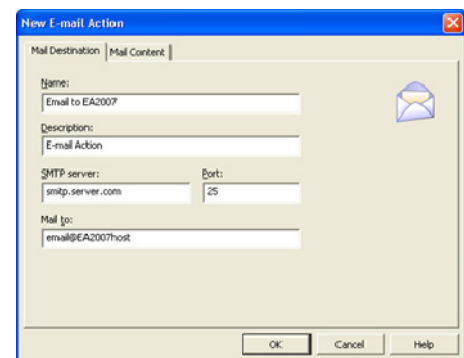 New E-mail Action
Mail Destination Mail Content
Name:
Email to EA2007
Description:
E-mail Action
SMTP server: Port:
smitp.server.com 25
Mail to:
email@EA2007host
OK Cancel Help